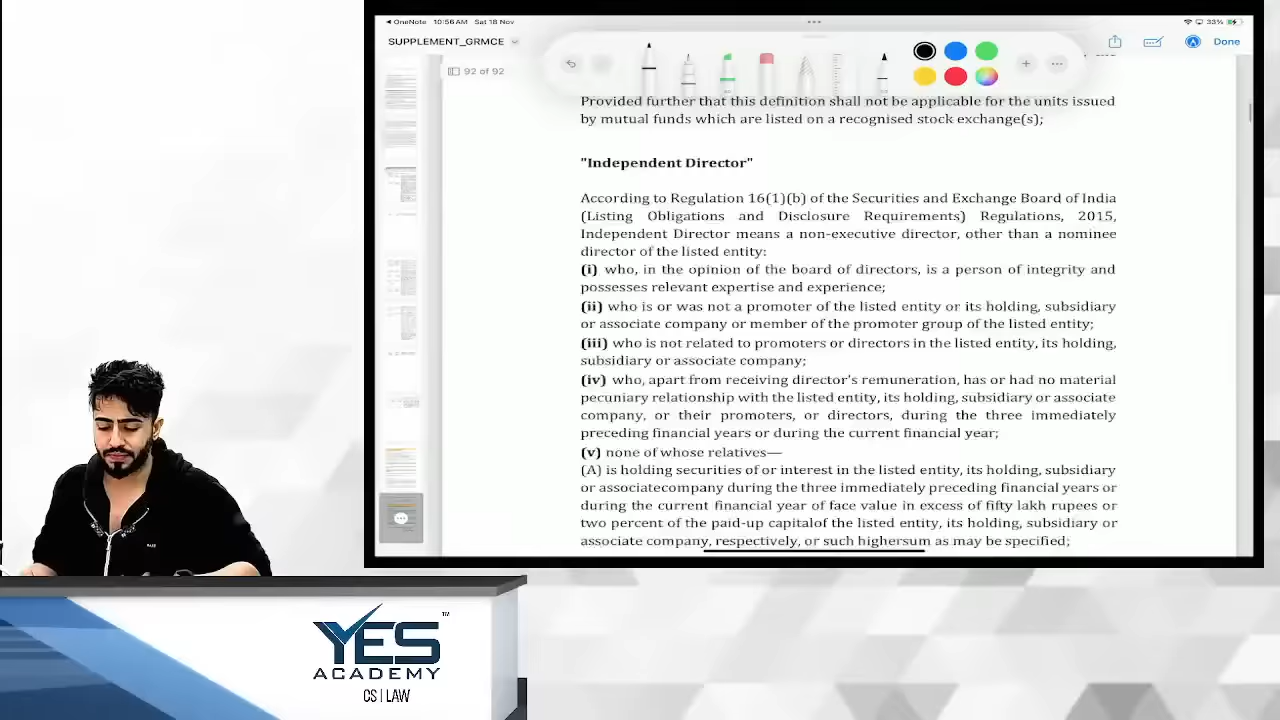 OneNote 10:56 AM Sat 18 Nov
33%
SUPPLEMENT_GRMCE
Done
92 of 92
Provided that this definition not be applicable for the units issued
by mutual funds which are listed on a recognised stock exchange(s);
"Independent Director"
According to Regulation 16(1)(b) of the Securities and Exchange Board of India
(Listing Obligations and Disclosure Requirements) Regulations, 2015,
Independent Director means a non-executive director, other than a nominee
director of the listed entity:
(i) who, in the opinion of the board of directors, is a person of integrity and
possesses relevant expertise and experience;
(ii) who is or was not a promoter of the listed entity or its holding, subsidiary
or associate company or member of the promoter group of the listed entity;
(iii) who is not related to promoters or directors in the listed entity, its holding,
subsidiary or associate company;
(iv) who, apart from receiving director's remuneration, has or had no material
pecuniary relationship with the listed entity, its holding, subsidiary or associate
company, or their promoters, or directors, during the three immediately
preceding financial years or during the current financial year;
(v) none of whose relatives—
A) is holding securities or interest in the listed entity, its holding, subsidiary
or associate company during the three immediately preceding financial years or
during the current financial year of face value in excess of fifty lakh rupees or
two percent of the paid-up capital of the listed entity, its holding, subsidiary or
associate company, respectively, or such higher sum as may be specified;
YES™
ACADEMY
CS | LAW